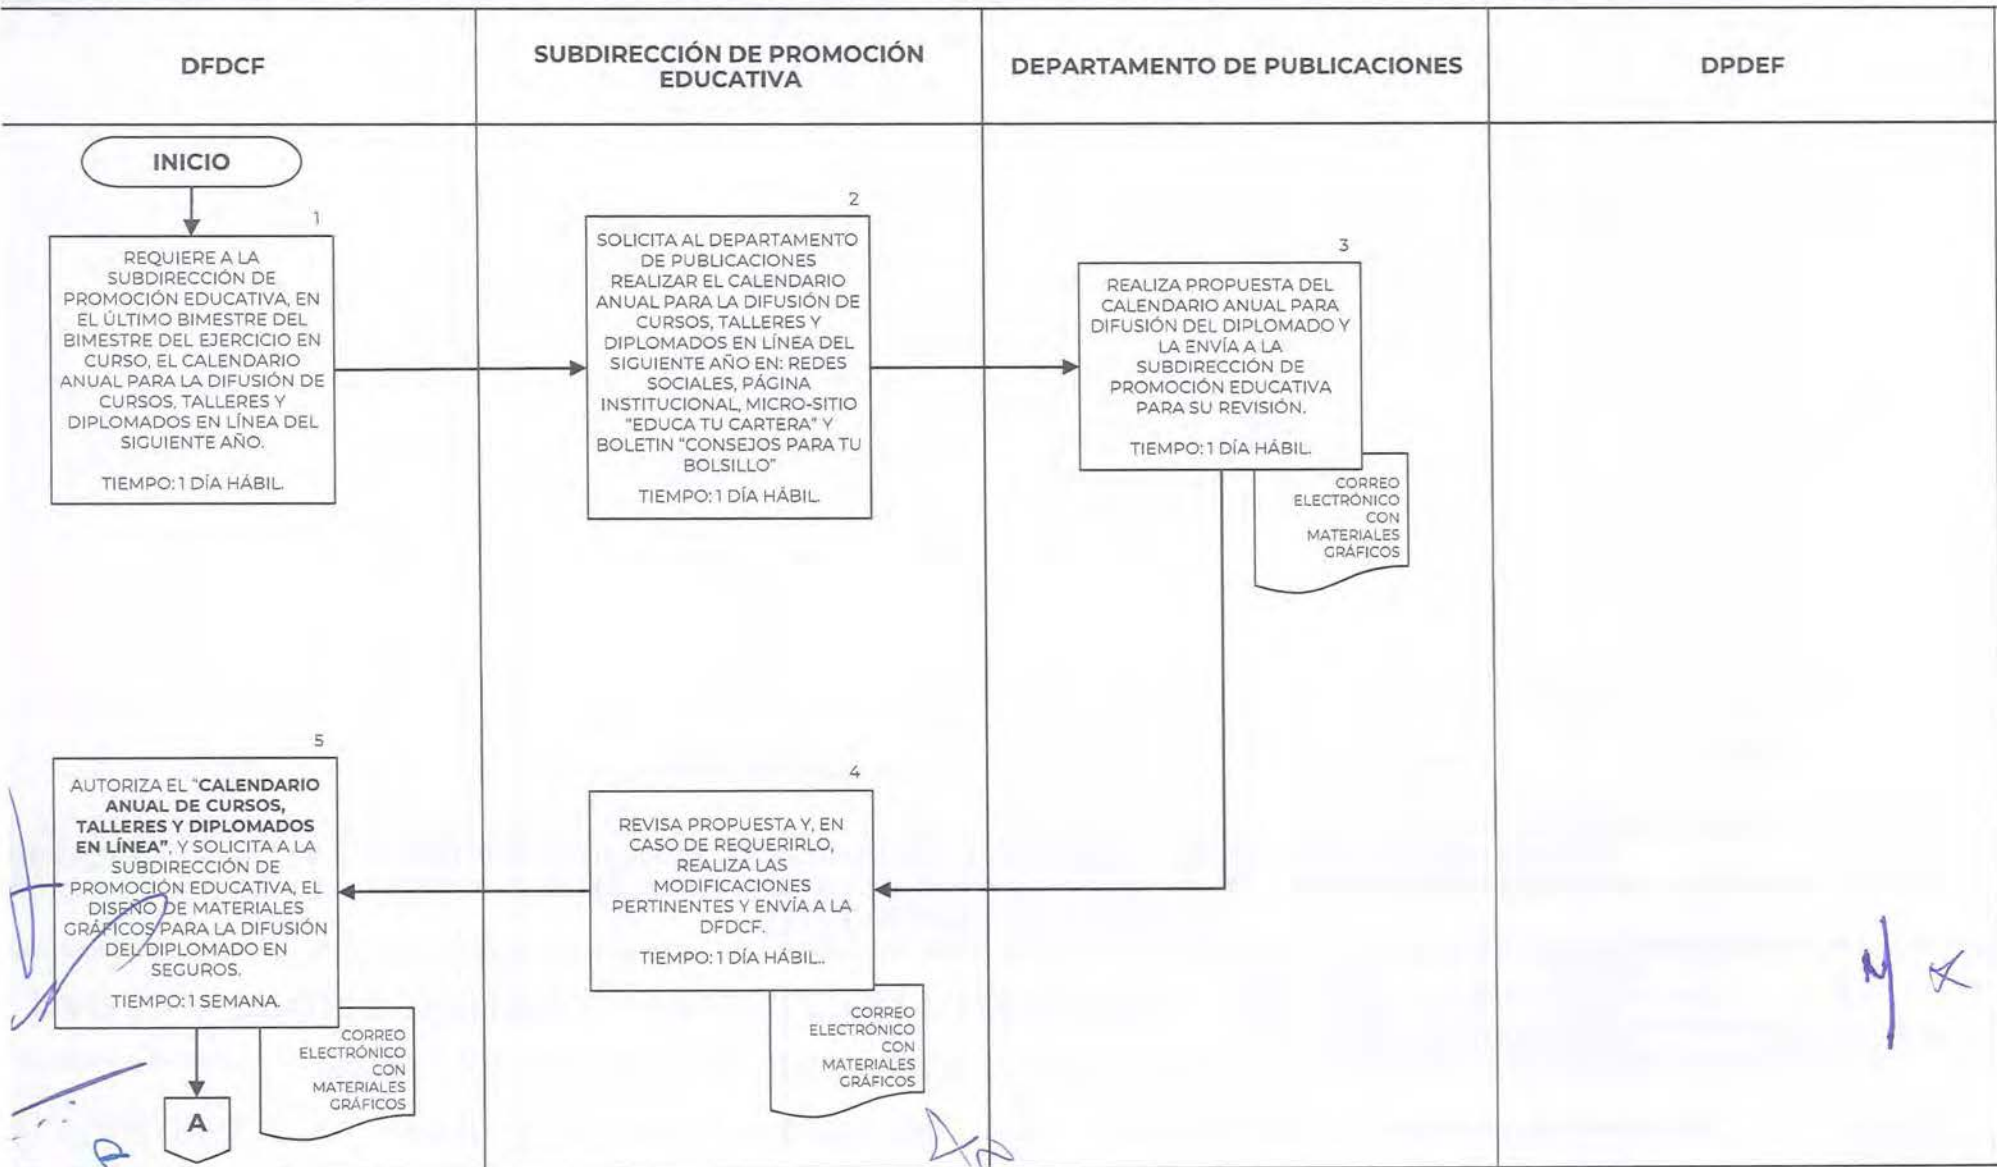 DFDCF
SUBDIRECCIÓN DE PROMOCIÓN
EDUCATIVA
DEPARTAMENTO DE PUBLICACIONES
DPDEF
INICIO
1
REQUIERE A LA
SUBDIRECCIÓN DE
PROMOCIÓN EDUCATIVA, EN
EL ÚLTIMO BIMESTRE DEL
BIMESTRE DEL EJERCICIO EN
CURSO, EL CALENDARIO
ANUAL PARA LA DIFUSIÓN DE
CURSOS, TALLERES Y
DIPLOMADOS EN LÍNEA DEL
SIGUIENTE AÑO.
TIEMPO: 1 DÍA HÁBIL.
2
SOLICITA AL DEPARTAMENTO
DE PUBLICACIONES
REALIZAR EL CALENDARIO
ANUAL PARA LA DIFUSIÓN DE
CURSOS, TALLERES Y
DIPLOMADOS EN LÍNEA DEL
SIGUIENTE AÑO EN: REDES
SOCIALES, PÁGINA
INSTITUCIONAL, MICRO-SITIO
"EDUCA TU CARTERA" Y
BOLETIN "CONSEJOS PARA TU
BOLSILLO"
TIEMPO: 1 DÍA HÁBIL.
3
REALIZA PROPUESTA DEL
CALENDARIO ANUAL PARA
DIFUSIÓN DEL DIPLOMADO Y
LA ENVÍA A LA
SUBDIRECCIÓN DE
PROMOCIÓN EDUCATIVA
PARA SU REVISIÓN.
TIEMPO: 1 DÍA HÁBIL.
CORREO
ELECTRÓNICO
CON
MATERIALES
GRÁFICOS
4
REVISA PROPUESTA Y, EN
CASO DE REQUERIRLO,
REALIZA LAS
MODIFICACIONES
PERTINENTES Y ENVÍA A LA
DFDCF.
TIEMPO: 1 DÍA HÁBIL..
CORREO
ELECTRÓNICO
CON
MATERIALES
GRÁFICOS
5
AUTORIZA EL "CALENDARIO
ANUAL DE CURSOS,
TALLERES Y DIPLOMADOS
EN LÍNEA", Y SOLICITA A LA
SUBDIRECCIÓN DE
PROMOCIÓN EDUCATIVA, EL
DISEÑO DE MATERIALES
GRÁFICOS PARA LA DIFUSIÓN
DEL DIPLOMADO EN
SEGUROS.
TIEMPO: 1 SEMANA.
CORREO
ELECTRÓNICO
CON
MATERIALES
GRÁFICOS
A